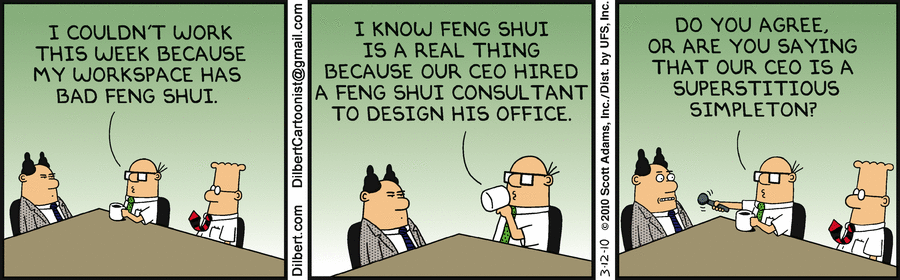 I COULDN'T WORK
THIS WEEK BECAUSE
MY WORKSPACE HAS
BAD FENG SHUI.
Dilbert.com DilbertCartoonist@gmail.com
I KNOW FENG SHUI
IS A REAL THING
BECAUSE OUR CEO HIRED
A FENG SHUI CONSULTANT
TO DESIGN HIS OFFICE.
3-12-10 ©2010 Scott Adams, Inc./Dist. by UFS, Inc.
DO YOU AGREE,
OR ARE YOU SAYING
THAT OUR CEO IS A
SUPERSTITIOUS
SIMPLETON?